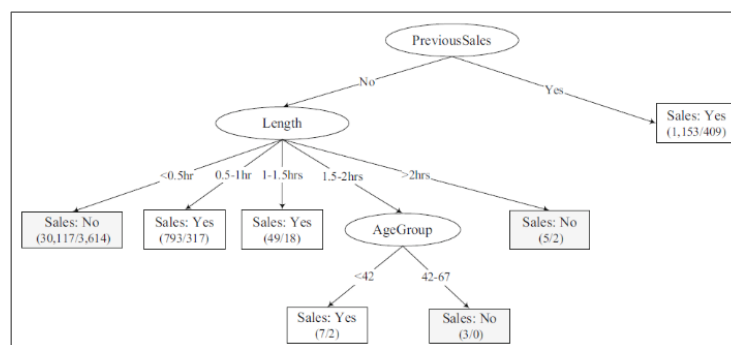 PreviousSales
No
Yes
Length
Sales: Yes
(1,153/409)
<0.5hr
0.5-1hr
1-1.5hrs
1.5-2hrs
>2hrs
Sales: No
(30,117/3,614)
Sales: Yes
(793/317)
Sales: Yes
(49/18)
AgeGroup
Sales: No
(5/2)
<42
42-67
Sales: Yes
(7/2)
Sales: No
(3/0)